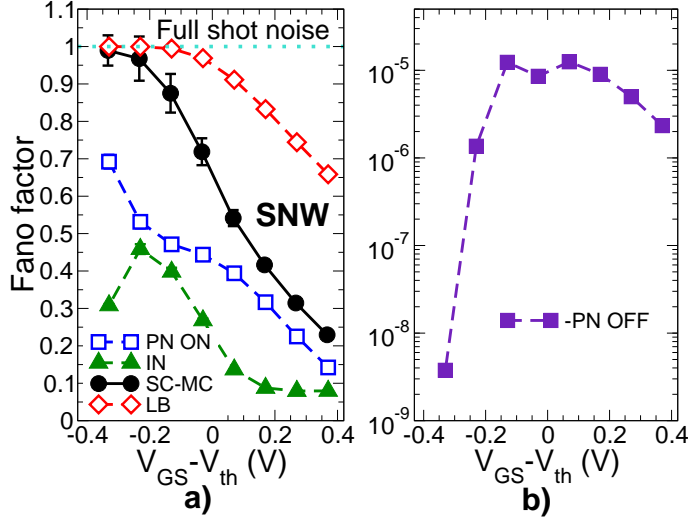 Full shot noise
1
0.9
0.8
0.7
0.6
0.5
0.4
0.3
0.2
0.1
0
Fano factor
SNW
PN ON
IN
SC-MC
LB
-0.4 -0.2 0 0.2 0.4
V_GS-V_th (V)
a)
10^-5
10^-6
10^-7
10^-8
10^-9
-PN OFF
-0.4 -0.2 0 0.2 0.4
V_GS-V_th (V)
b)